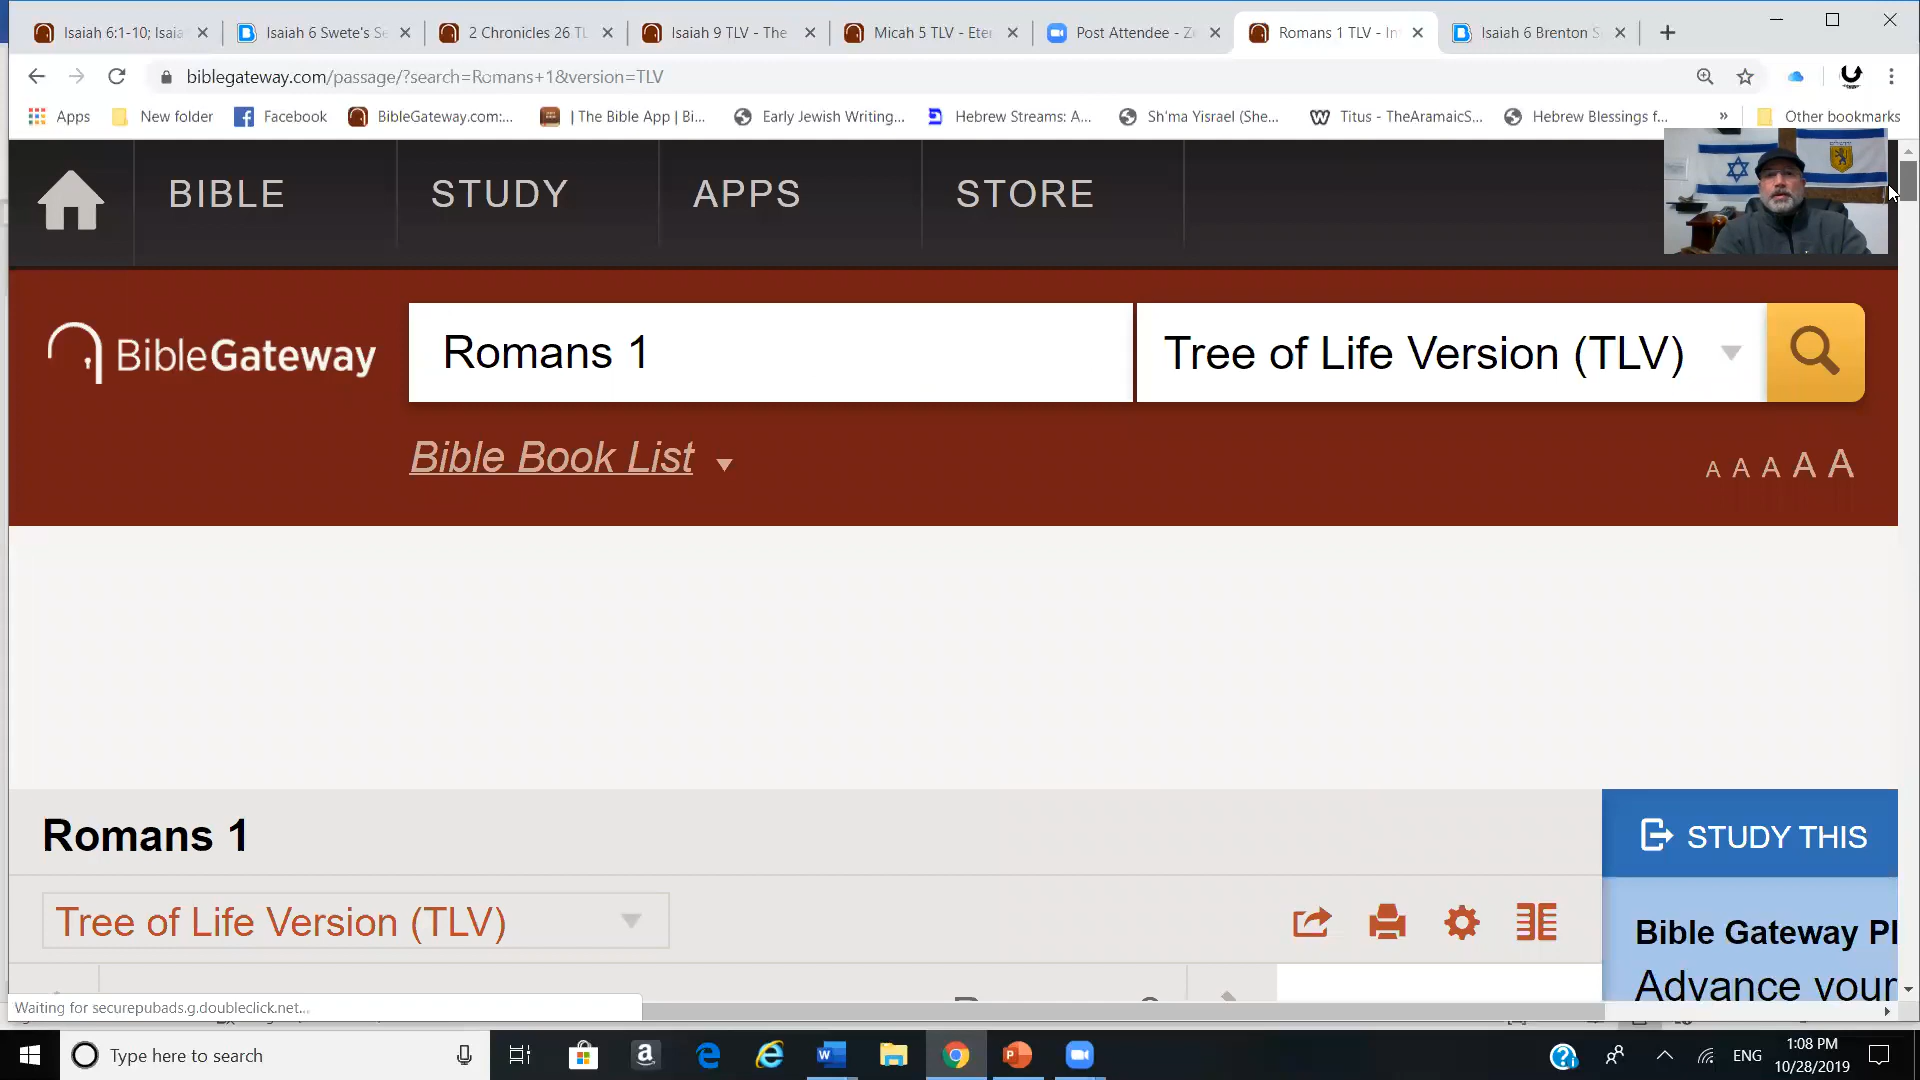 Isaiah 6:1-10; Isaia
Isaiah 6 Swete's Se
2 Chronicles 26 TL
Isaiah 9 TLV - The
Micah 5 TLV - Eter
Post Attendee - Z
Romans 1 TLV - In
Isaiah 6 Brenton S
biblegateway.com/passage/?search=Romans+1&version=TLV
Apps
New folder
Facebook
BibleGateway.com:...
| The Bible App | Bi...
Early Jewish Writing...
Hebrew Streams: A...
Sh'ma Yisrael (She...
Titus - TheAramaicS...
Hebrew Blessings f...
»
Other bookmarks
BIBLE
STUDY
APPS
STORE
BibleGateway
Romans 1
Tree of Life Version (TLV)
Bible Book List
A A A A A
Romans 1
STUDY THIS
Tree of Life Version (TLV)
Bible Gateway Pl
Advance your
Waiting for securepubads.g.doubleclick.net...
Type here to search
ENG
1:08 PM
10/28/2019